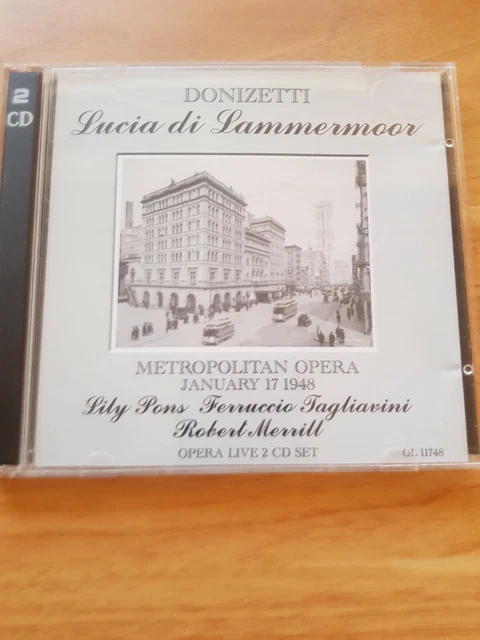 2
CD
DONIZETTI
Lucia di Lammermoor
METROPOLITAN OPERA
JANUARY 17 1948
Lily Pons Ferruccio Tagliavini
Robert Merrill
OPERA LIVE 2 CD SET OL 11748